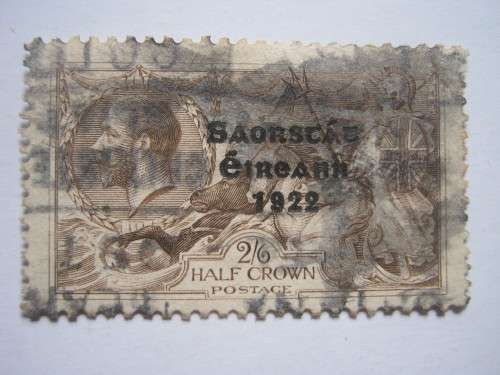 Saorstát
Éireann
1922
2/6
HALF CROWN
POSTAGE